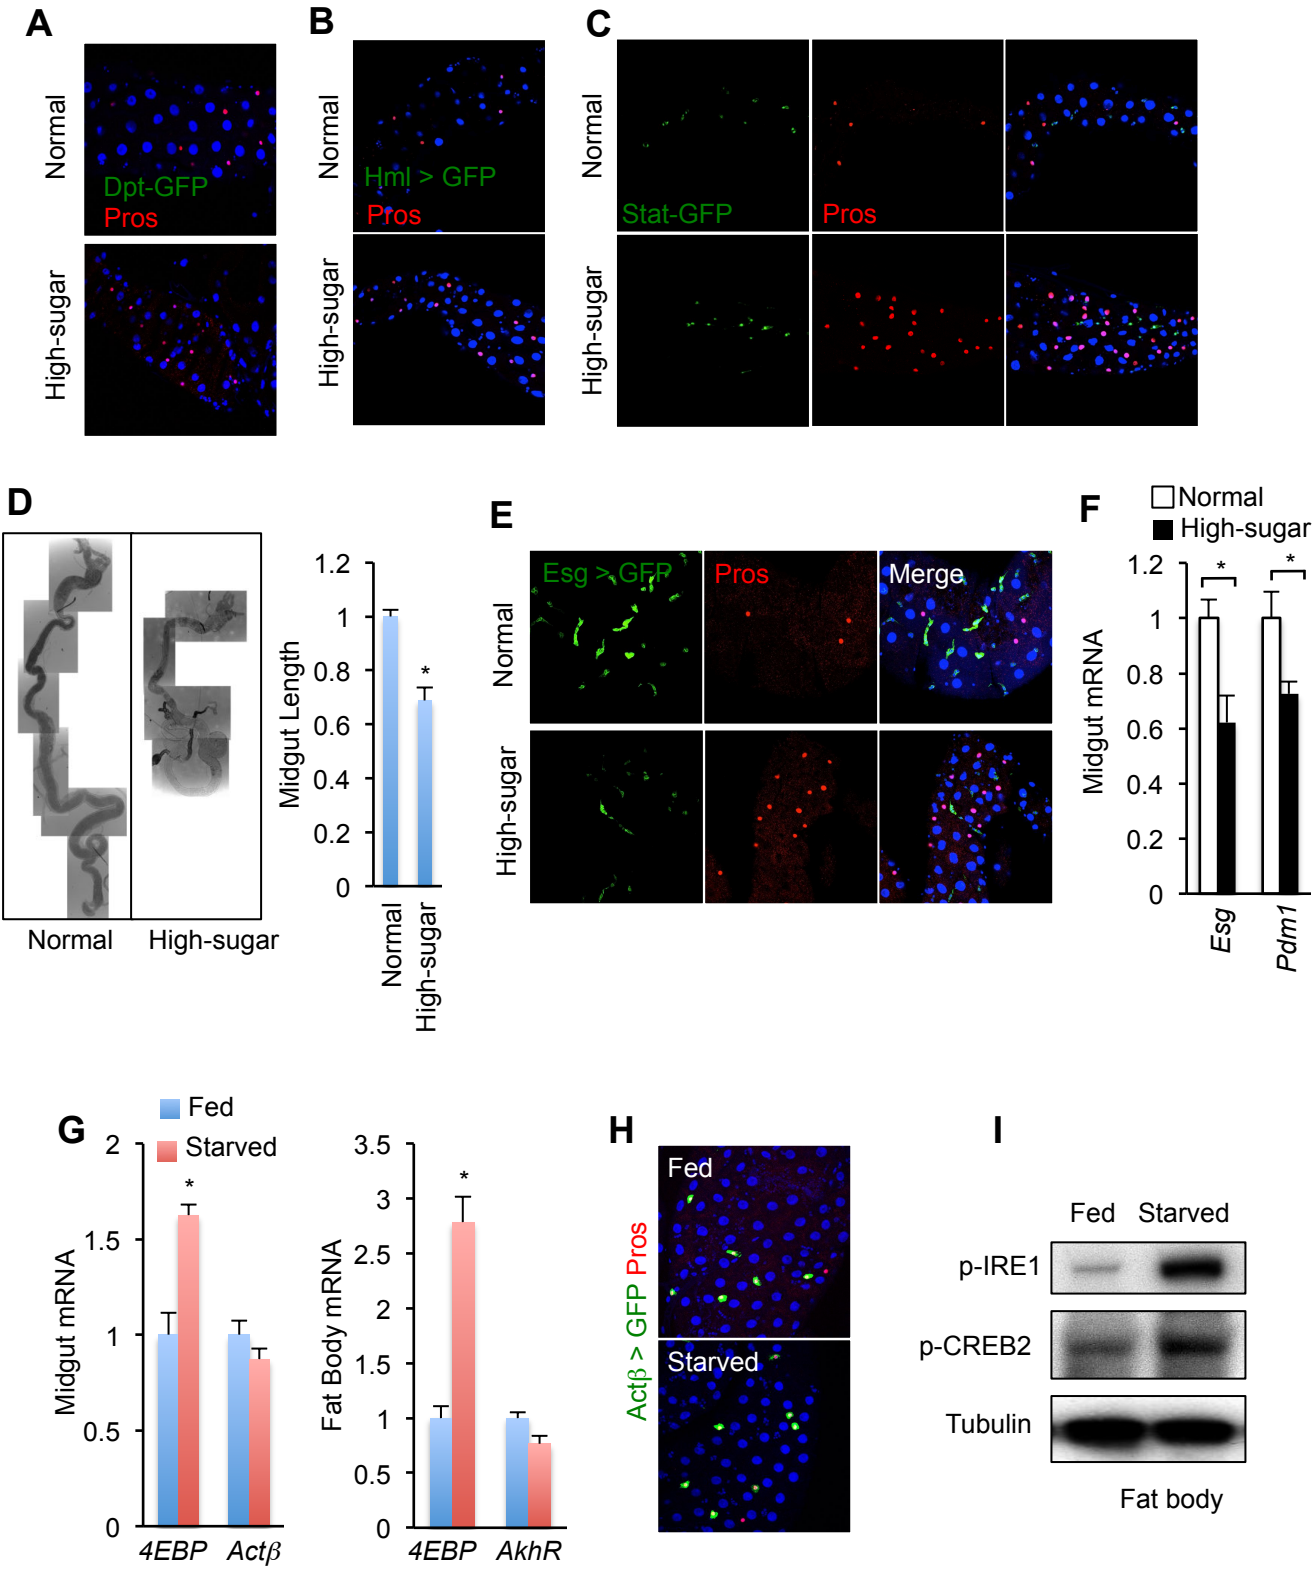 A
Normal
Dpt-GFP
Pros
High-sugar
B
Normal
Hml > GFP
Pros
High-sugar
C
Normal
Stat-GFP
Pros
High-sugar
D
Normal
High-sugar
Midgut Length
1.2
1
0.8
0.6
0.4
0.2
0
*
Normal
High-sugar
E
Esg > GFP
Pros
Merge
Normal
High-sugar
F
Normal
High-sugar
Midgut mRNA
1.2
1
0.8
0.6
0.4
0.2
0
*
*
Esg
Pdm1
G
Fed
Starved
Midgut mRNA
2
1.5
1
0.5
0
*
4EBP
Actβ
Fat Body mRNA
3.5
3
2.5
2
1.5
1
0.5
0
*
4EBP
AkhR
H
Actβ > GFP Pros
Fed
Starved
I
Fed Starved
p-IRE1
p-CREB2
Tubulin
Fat body